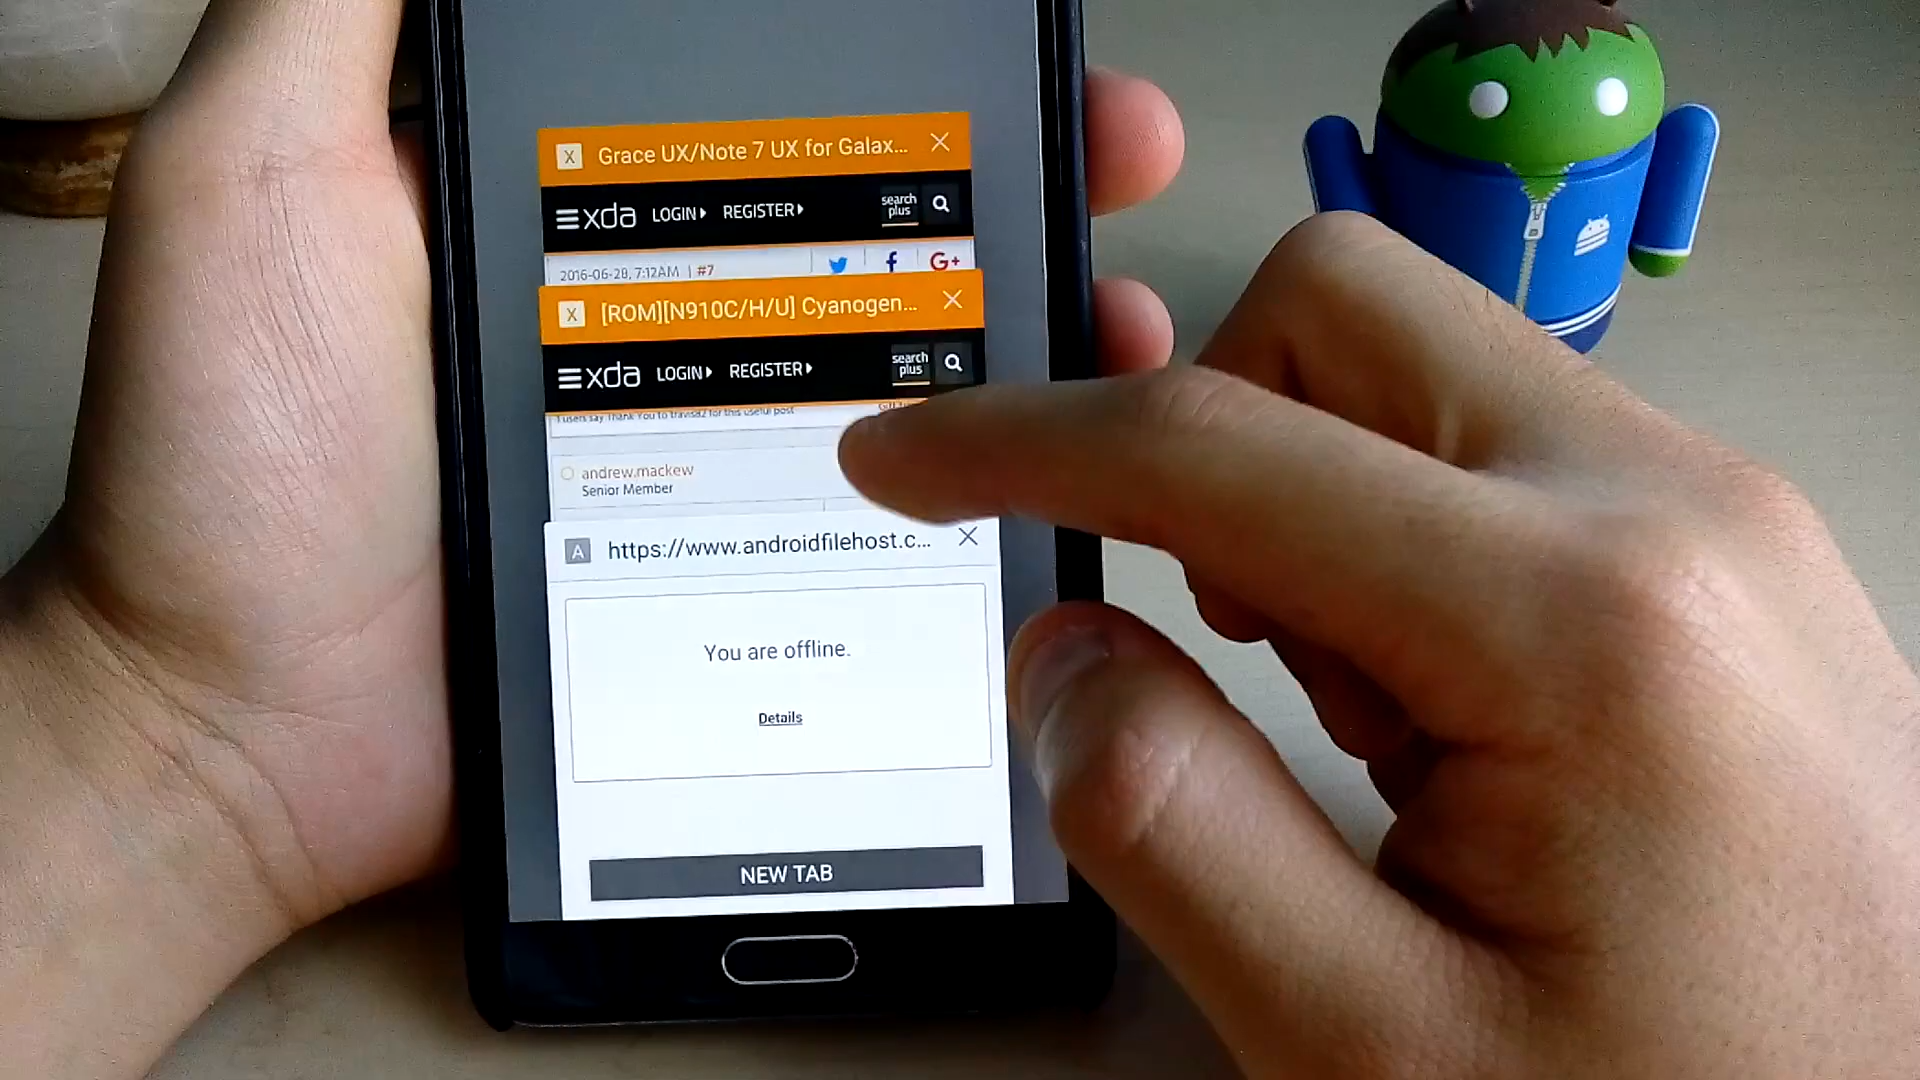 X Grace UX/Note 7 UX for Galax...
xda LOGIN REGISTER search plus
2016-06-28, 7:12AM | #7 G+
X [ROM][N910C/H/U] Cyanogen...
xda LOGIN REGISTER search plus
1 users say Thank You to travis82 for this useful post
andrew.mackew
Senior Member
A https://www.androidfilehost.c...
You are offline.
Details
NEW TAB